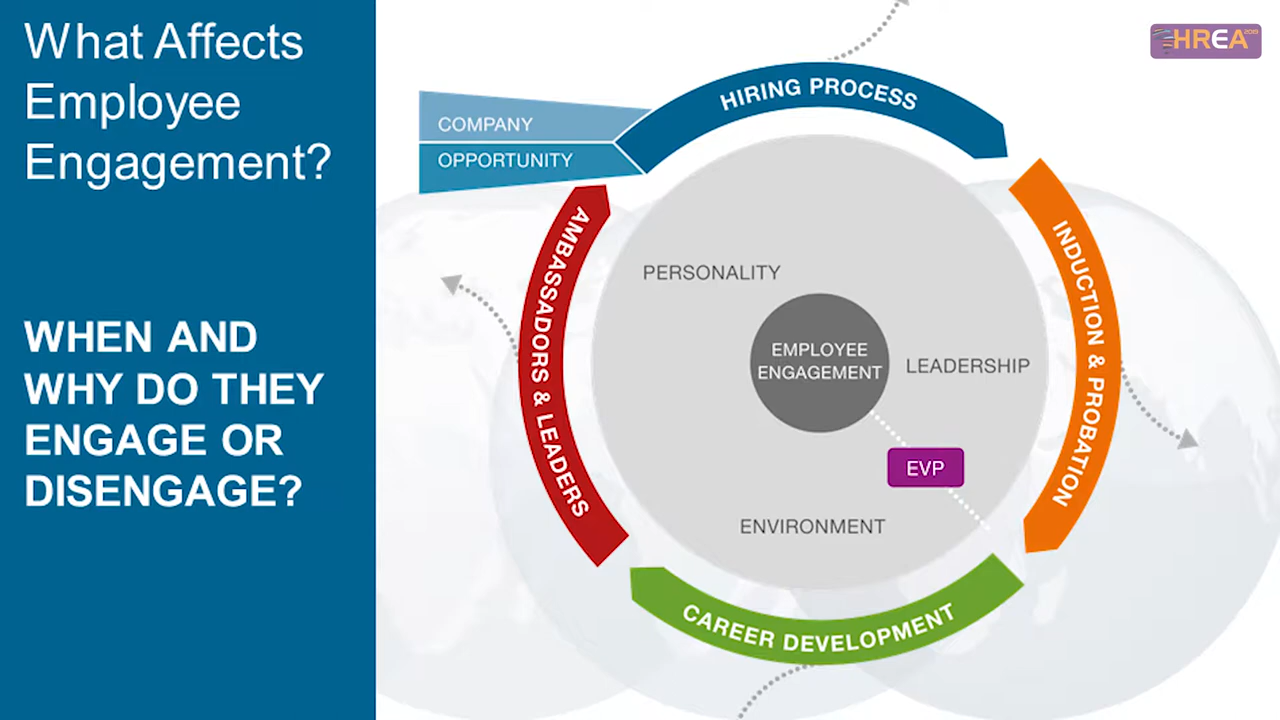 What Affects
Employee
Engagement?
WHEN AND
WHY DO THEY
ENGAGE OR
DISENGAGE?
HREA 2019
COMPANY
OPPORTUNITY
HIRING PROCESS
INDUCTION & PROBATION
CAREER DEVELOPMENT
AMBASSADORS & LEADERS
PERSONALITY
EMPLOYEE
ENGAGEMENT
LEADERSHIP
EVP
ENVIRONMENT